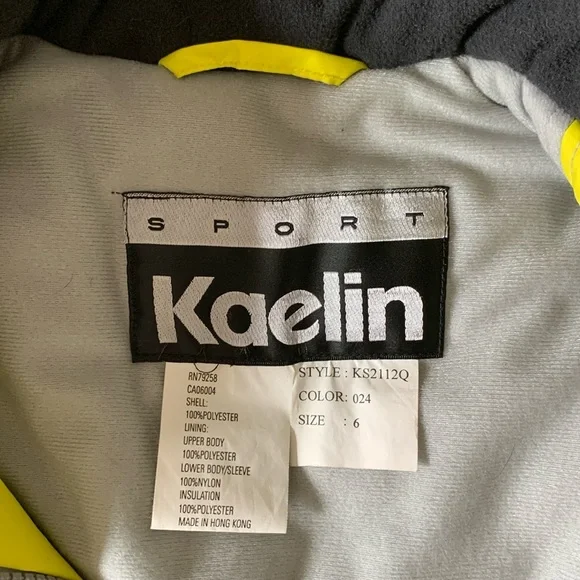 SPORT
Kaelin
RN79258
CA06004
SHELL:
100%POLYESTER
LINING:
UPPER BODY
100%POLYESTER
LOWER BODY/SLEEVE
100%NYLON
INSULATION
100%POLYESTER
MADE IN HONG KONG
STYLE : KS2112Q
COLOR: 024
SIZE : 6